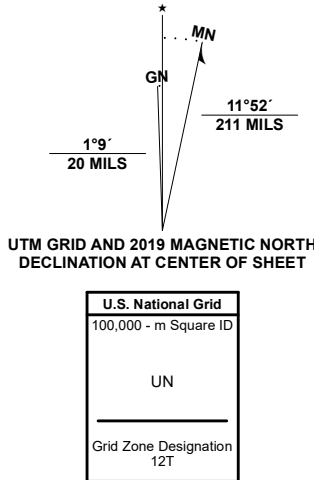 ★
MN
GN
11°52´
211 MILS
1°9´
20 MILS
UTM GRID AND 2019 MAGNETIC NORTH
DECLINATION AT CENTER OF SHEET
U.S. National Grid
100,000 - m Square ID
UN
Grid Zone Designation
12T